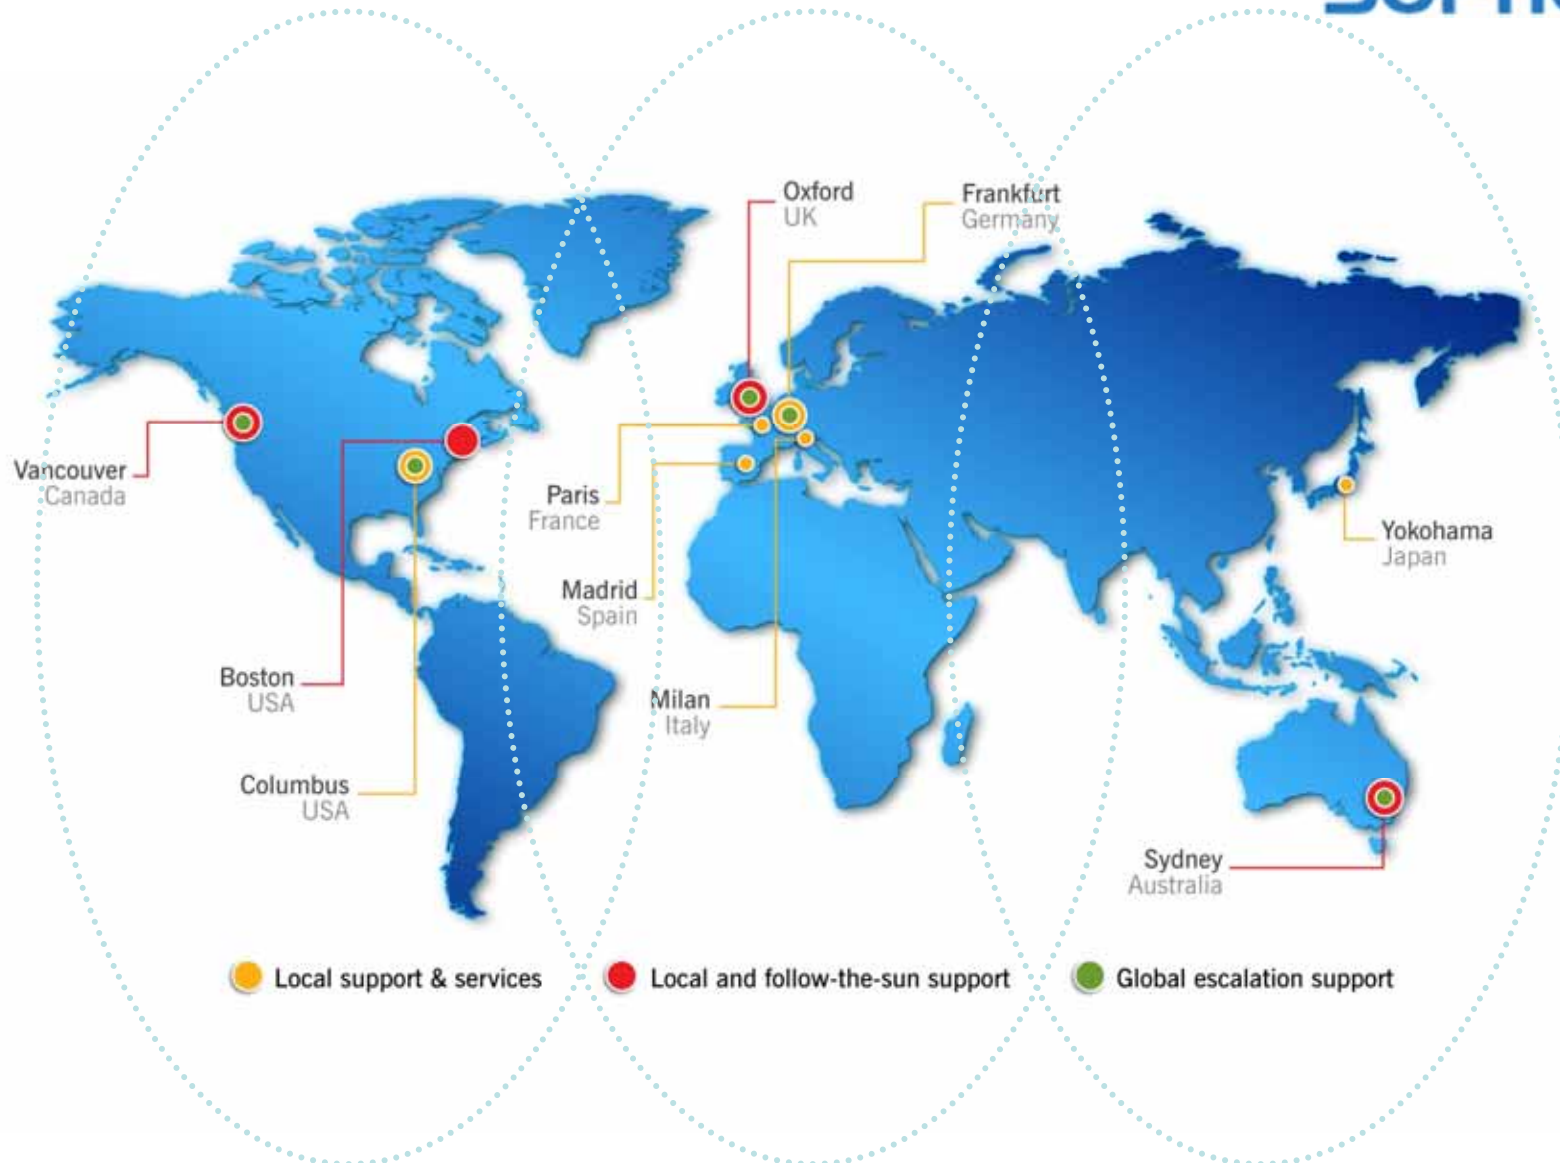 Oxford
UK
Frankfurt
Germany
Vancouver
Canada
Paris
France
Yokohama
Japan
Madrid
Spain
Boston
USA
Milan
Italy
Columbus
USA
Sydney
Australia
Local support & services
Local and follow-the-sun support
Global escalation support